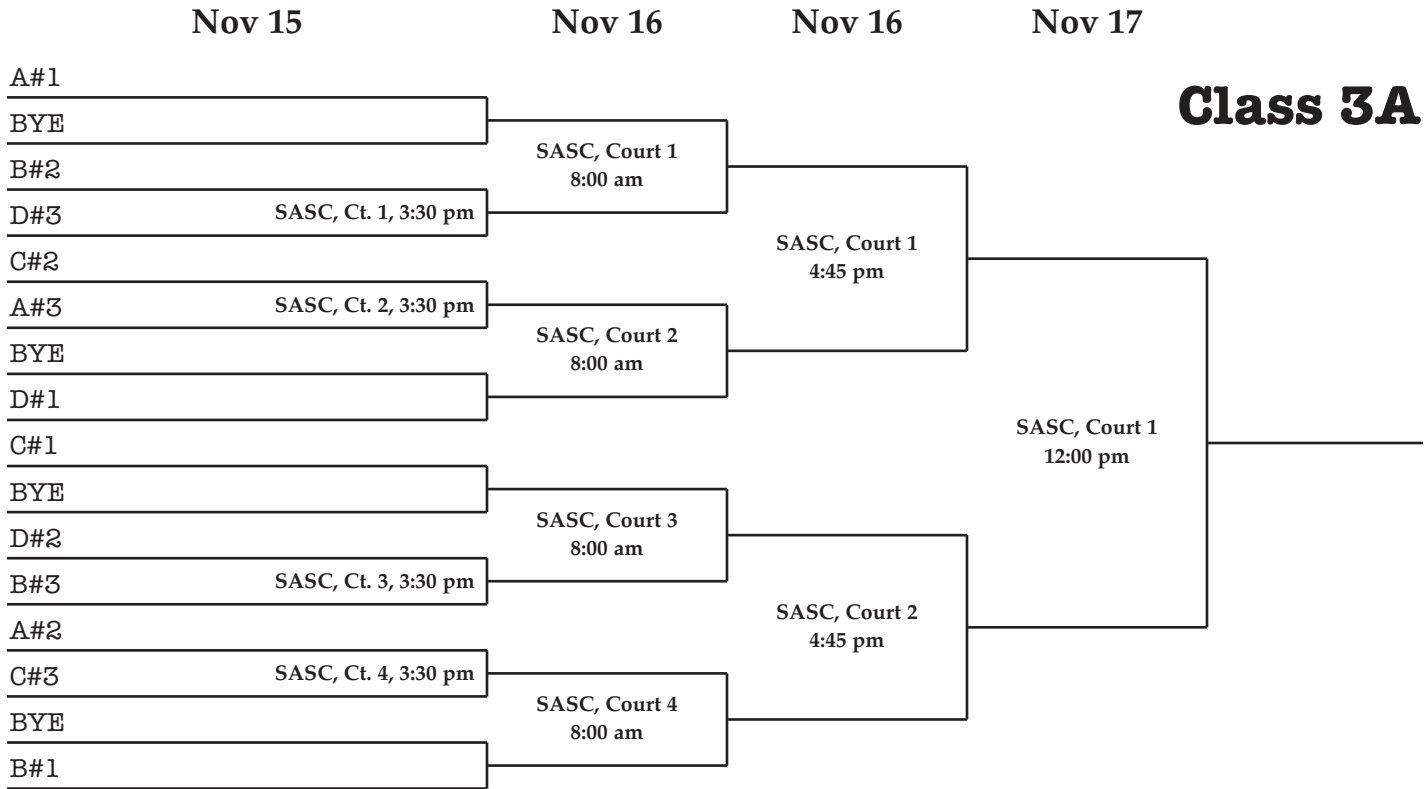 Nov 15 Nov 16 Nov 16 Nov 17
Class 3A
A#1
BYE
B#2
D#3 SASC, Ct. 1, 3:30 pm
C#2
A#3 SASC, Ct. 2, 3:30 pm
BYE
D#1
C#1
BYE
D#2
B#3 SASC, Ct. 3, 3:30 pm
A#2
C#3 SASC, Ct. 4, 3:30 pm
BYE
B#1
SASC, Court 1
8:00 am
SASC, Court 2
8:00 am
SASC, Court 3
8:00 am
SASC, Court 4
8:00 am
SASC, Court 1
4:45 pm
SASC, Court 2
4:45 pm
SASC, Court 1
12:00 pm